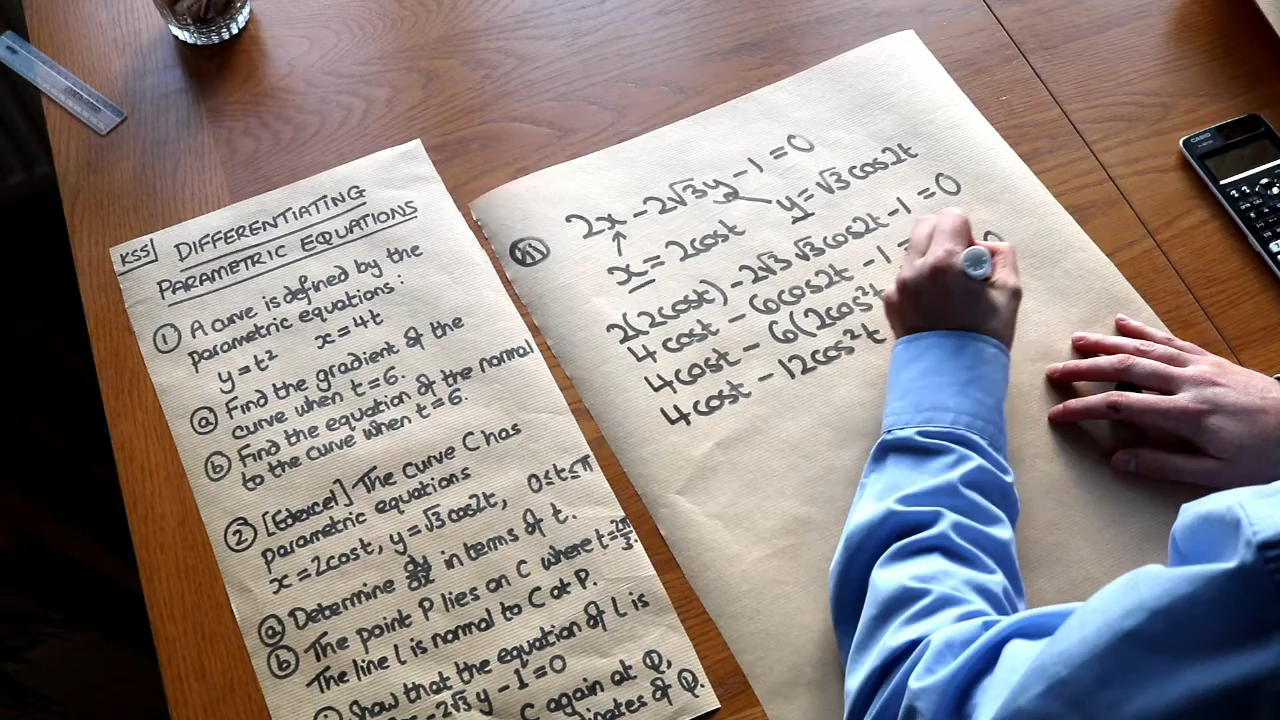 KS5
DIFFERENTIATING
PARAMETRIC EQUATIONS
① A curve is defined by the
parametric equations:
y = t² x = 4t
ⓐ Find the gradient of the
curve when t = 6.
ⓑ Find the equation of the normal
to the curve when t = 6.
② [Edexcel] The curve C has
parametric equations
x = 2cost, y = √3 cos2t, 0 ≤ t ≤ π
ⓐ Determine dy/dx in terms of t.
ⓑ The point P lies on C where t = 2π/3.
The line l is normal to C at P.
Show that the equation of l is
- 2√3 y - 1 = 0
C again at Q,
of Q.
2x - 2√3y - 1 = 0
x = 2cost y = √3 cos2t
2(2cost) - 2√3 √3cos2t - 1 = 0
4cost - 6cos2t - 1 =
4cost - 6(2cos²t
4cost - 12cos²t
CASIO